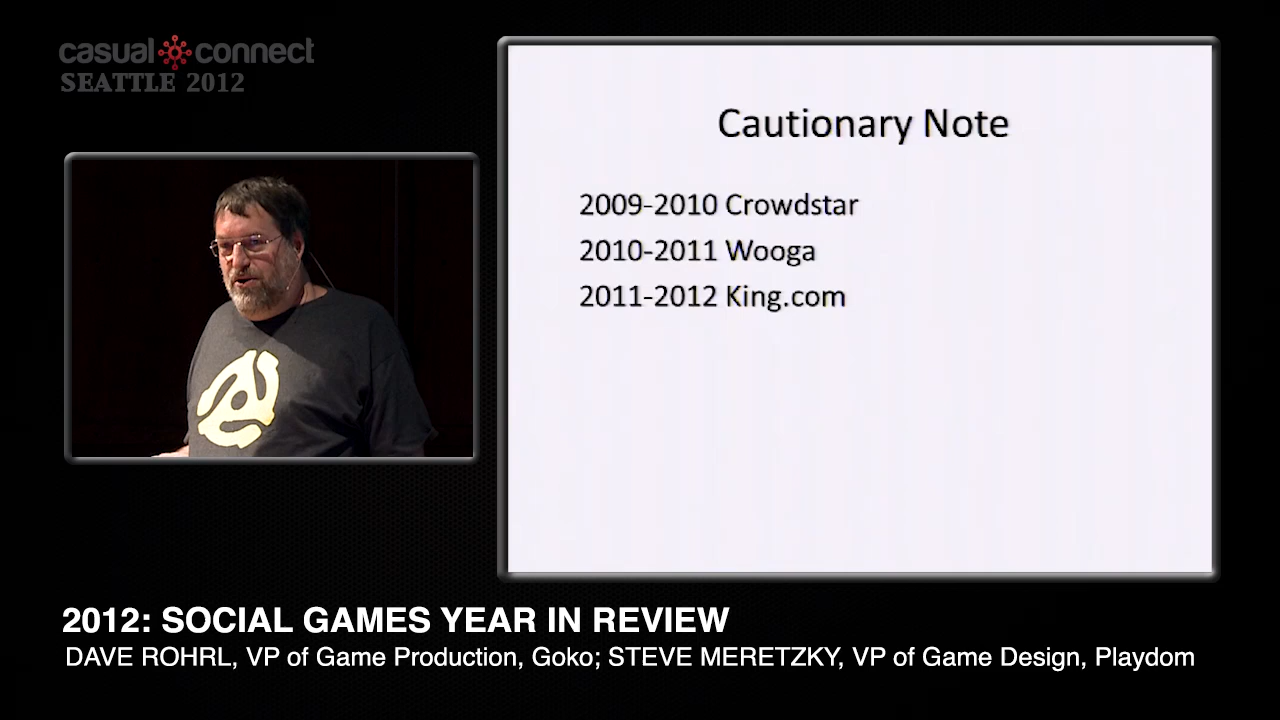 casual connect
SEATTLE 2012
Cautionary Note
2009-2010 Crowdstar
2010-2011 Wooga
2011-2012 King.com
2012: SOCIAL GAMES YEAR IN REVIEW
DAVE ROHRL, VP of Game Production, Goko; STEVE MERETZKY, VP of Game Design, Playdom